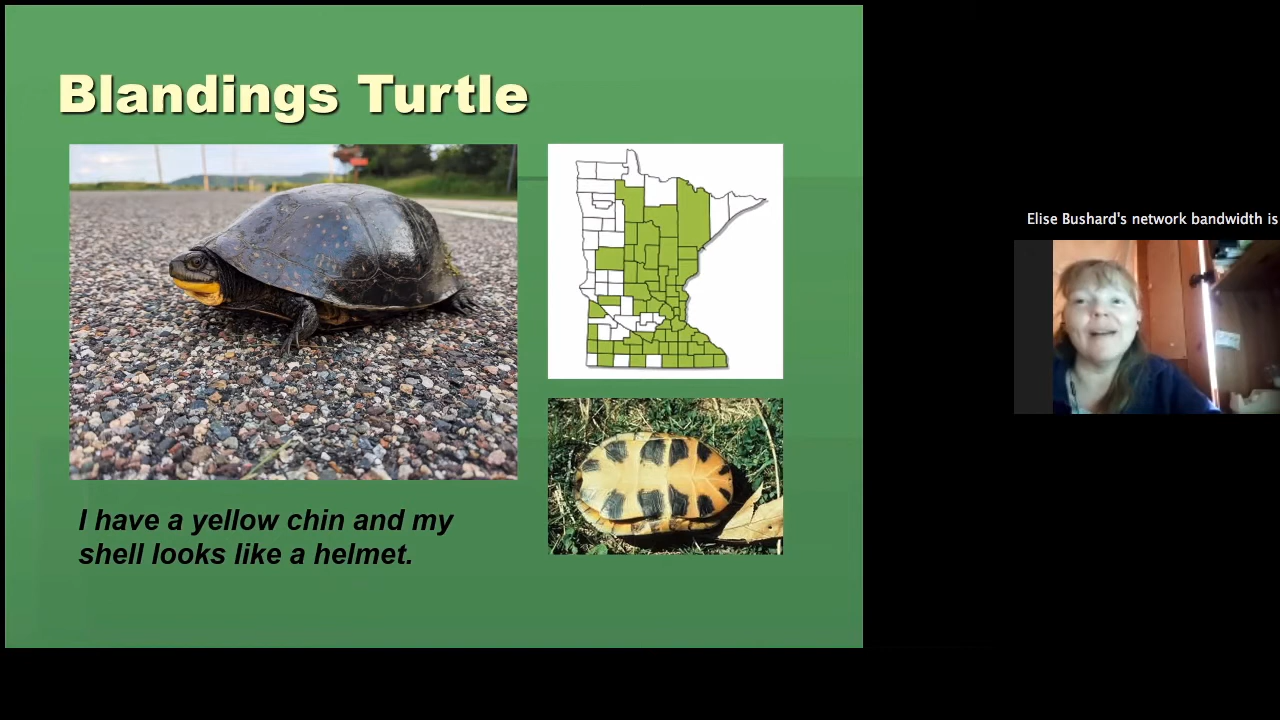 Blandings Turtle
Elise Bushard's network bandwidth is
I have a yellow chin and my
shell looks like a helmet.